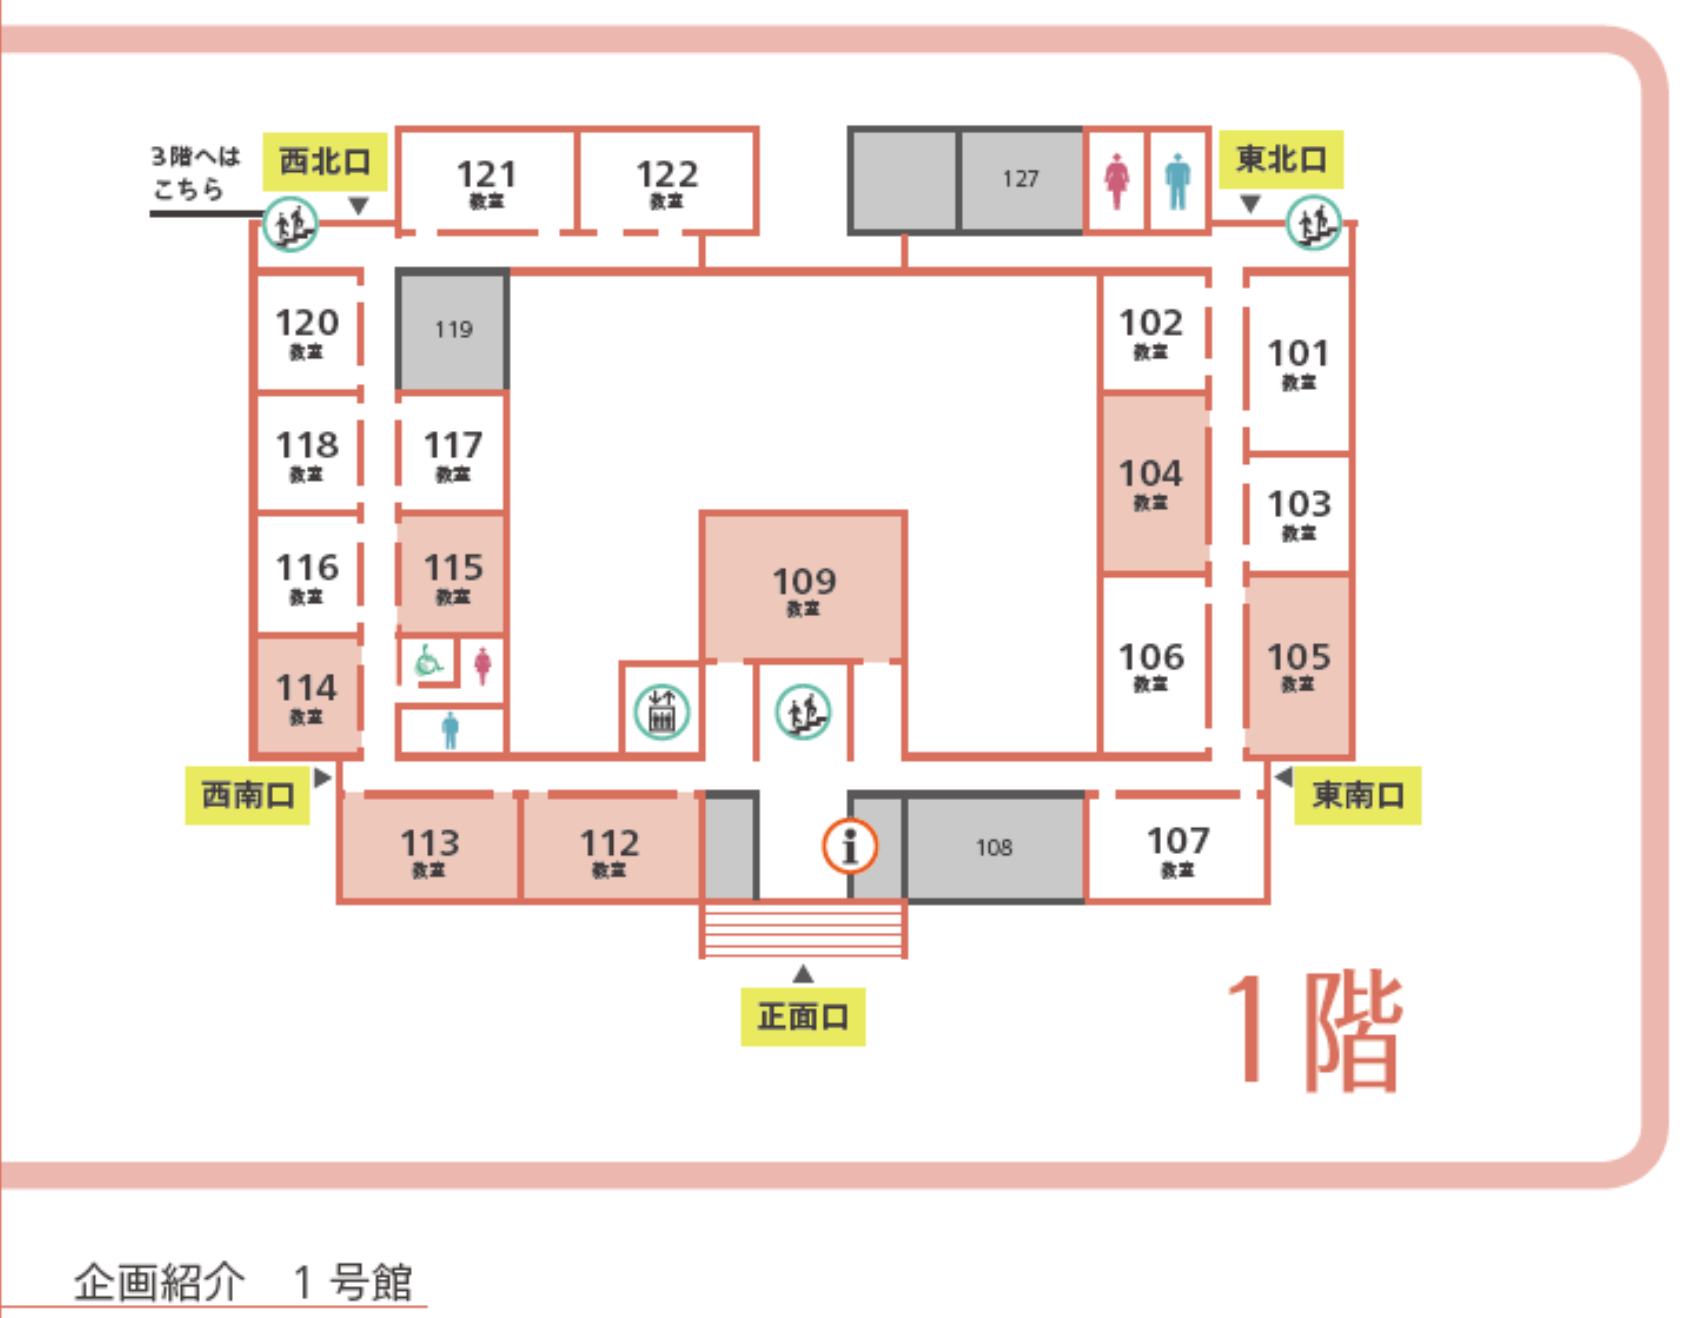 3階へは
こちら
西北口
121
教室
122
教室
127
東北口
120
教室
119
102
教室
101
教室
118
教室
117
教室
104
教室
103
教室
116
教室
115
教室
109
教室
106
教室
105
教室
114
教室
西南口
東南口
113
教室
112
教室
i
108
107
教室
正面口
1階
企画紹介　1 号館